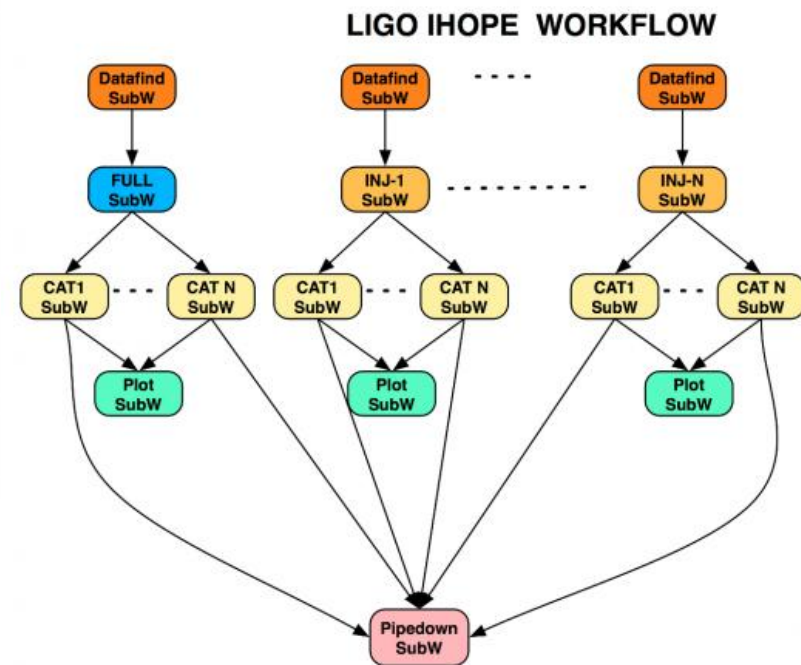 LIGO IHOPE WORKFLOW
Datafind
SubW
Datafind
SubW
Datafind
SubW
FULL
SubW
INJ-1
SubW
INJ-N
SubW
CAT1
SubW
CAT N
SubW
CAT1
SubW
CAT N
SubW
CAT1
SubW
CAT N
SubW
Plot
SubW
Plot
SubW
Plot
SubW
Pipedown
SubW